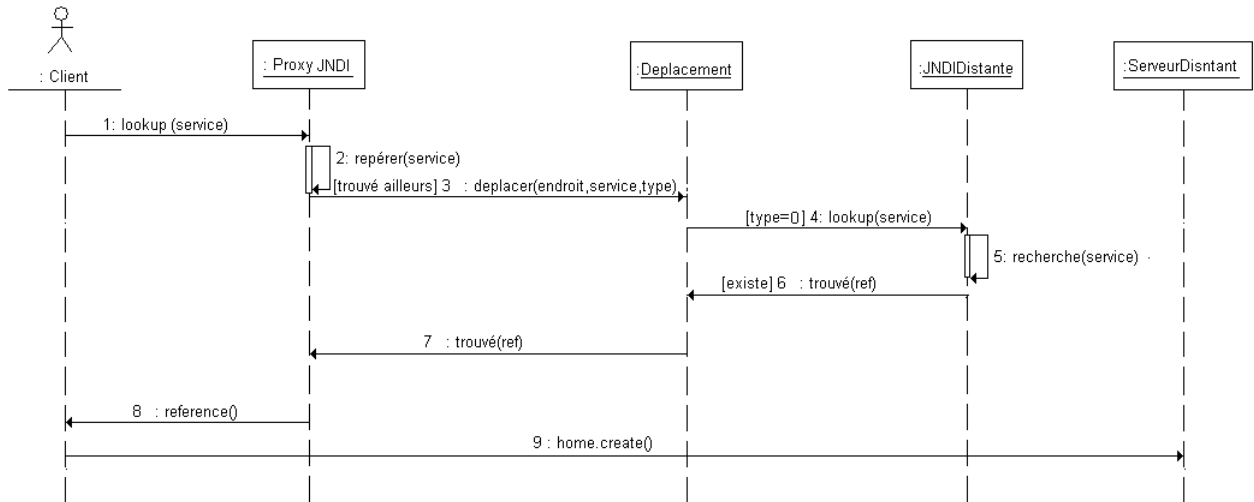 : Client
: Proxy JNDI
:Deplacement
:JNDIDistante
:ServeurDisntant
1: lookup (service)
2: repérer(service)
[trouvé ailleurs] 3 : deplacer(endroit,service,type)
[type=0] 4: lookup(service)
5: recherche(service)
[existe] 6 : trouvé(ref)
7 : trouvé(ref)
8 : reference()
9 : home.create()